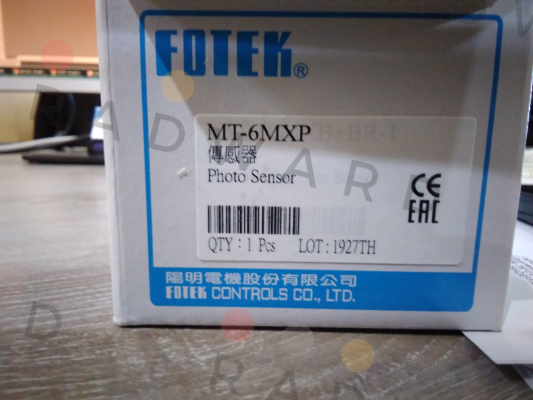 FOTEK®
MT-6MXP
傳感器
Photo Sensor
CE
EAC
QTY：1 Pcs LOT：1927TH
陽明電機股份有限公司
FOTEK CONTROLS CO., LTD.